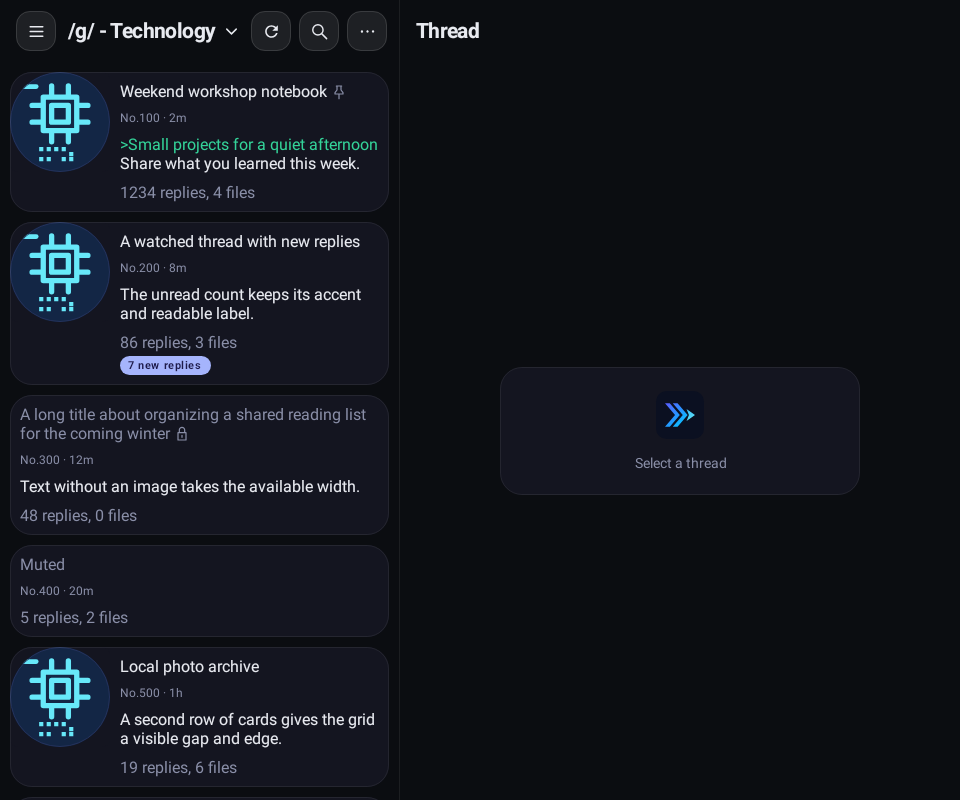 /g/ - Technology
Thread
Weekend workshop notebook
No.100 · 2m
>Small projects for a quiet afternoon
Share what you learned this week.
1234 replies, 4 files
A watched thread with new replies
No.200 · 8m
The unread count keeps its accent
and readable label.
86 replies, 3 files
7 new replies
A long title about organizing a shared reading list
for the coming winter
No.300 · 12m
Text without an image takes the available width.
48 replies, 0 files
Muted
No.400 · 20m
5 replies, 2 files
Local photo archive
No.500 · 1h
A second row of cards gives the grid
a visible gap and edge.
19 replies, 6 files
Select a thread